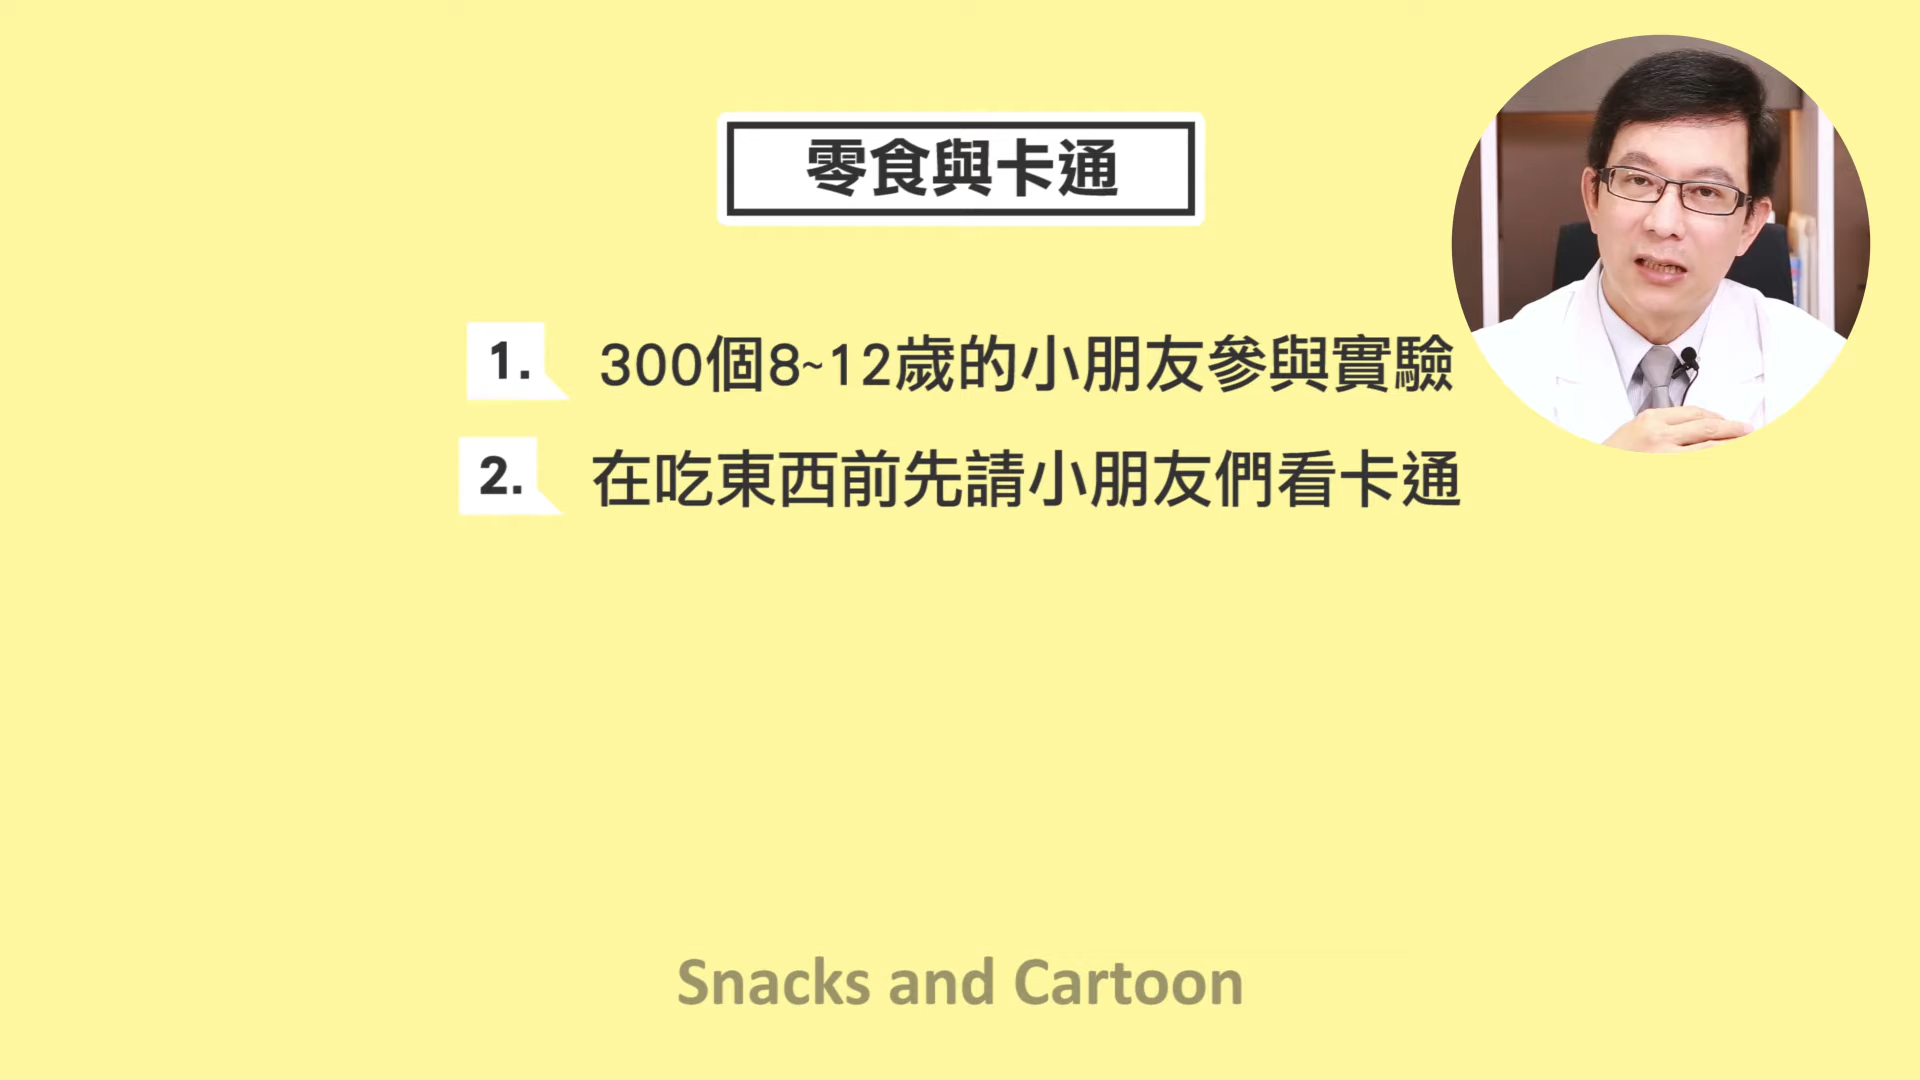 零食與卡通
1. 300個8~12歲的小朋友參與實驗
2. 在吃東西前先請小朋友們看卡通
Snacks and Cartoon